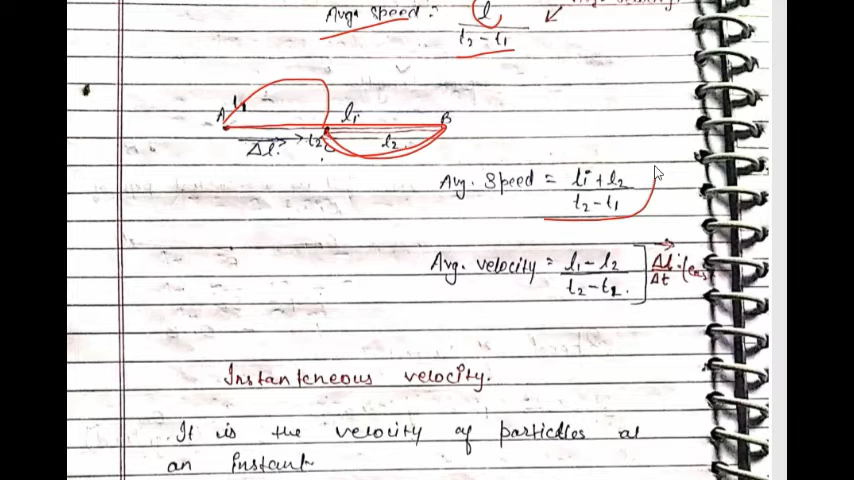 Avg. Speed = l
t2 - t1
A t1 l1 B
Δl t2 C l2
Avg. Speed = l1 + l2
t2 - t1
Avg. velocity = l1 - l2 Δl
t2 - t1. Δt
Instanteneous velocity.
It is the velocity of particles at
an instant